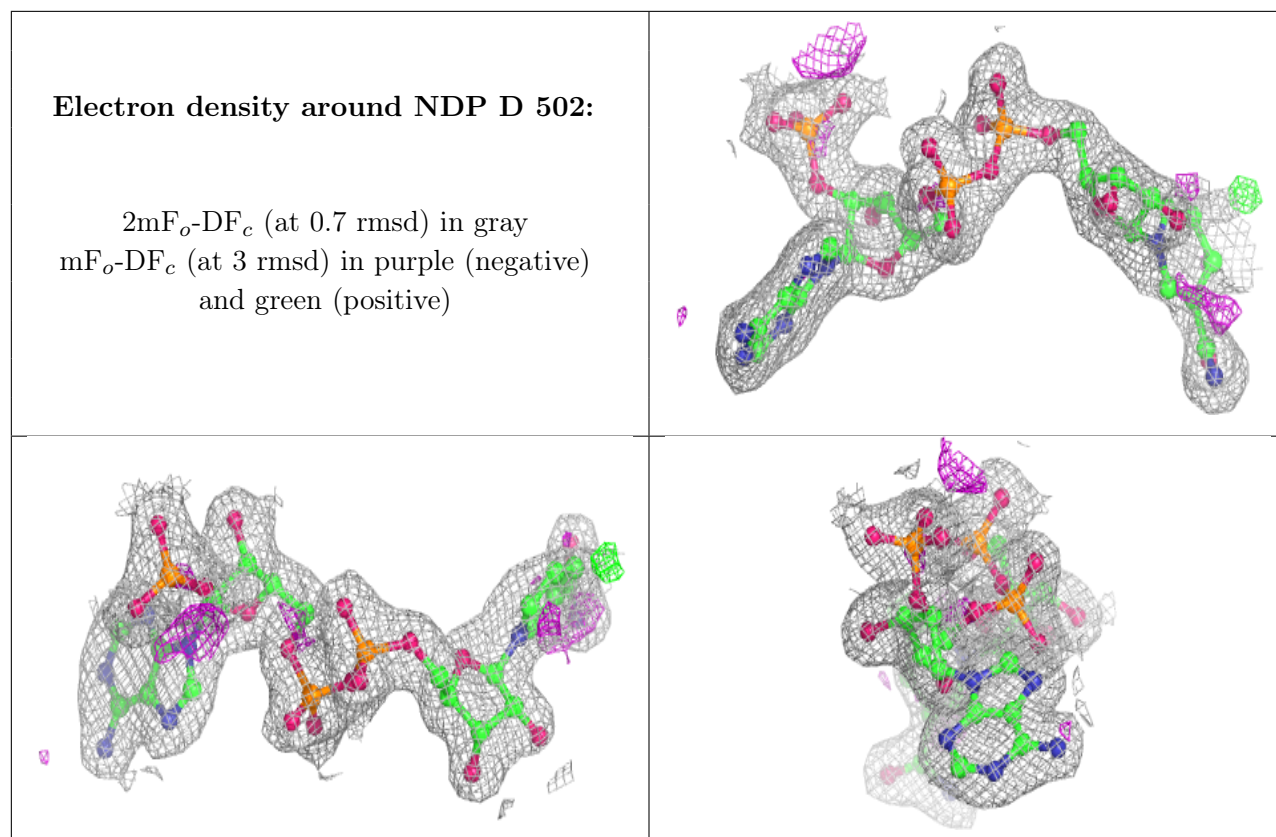 Electron density around NDP D 502:
2mFₒ-DF𝒸 (at 0.7 rmsd) in gray
mFₒ-DF𝒸 (at 3 rmsd) in purple (negative)
and green (positive)